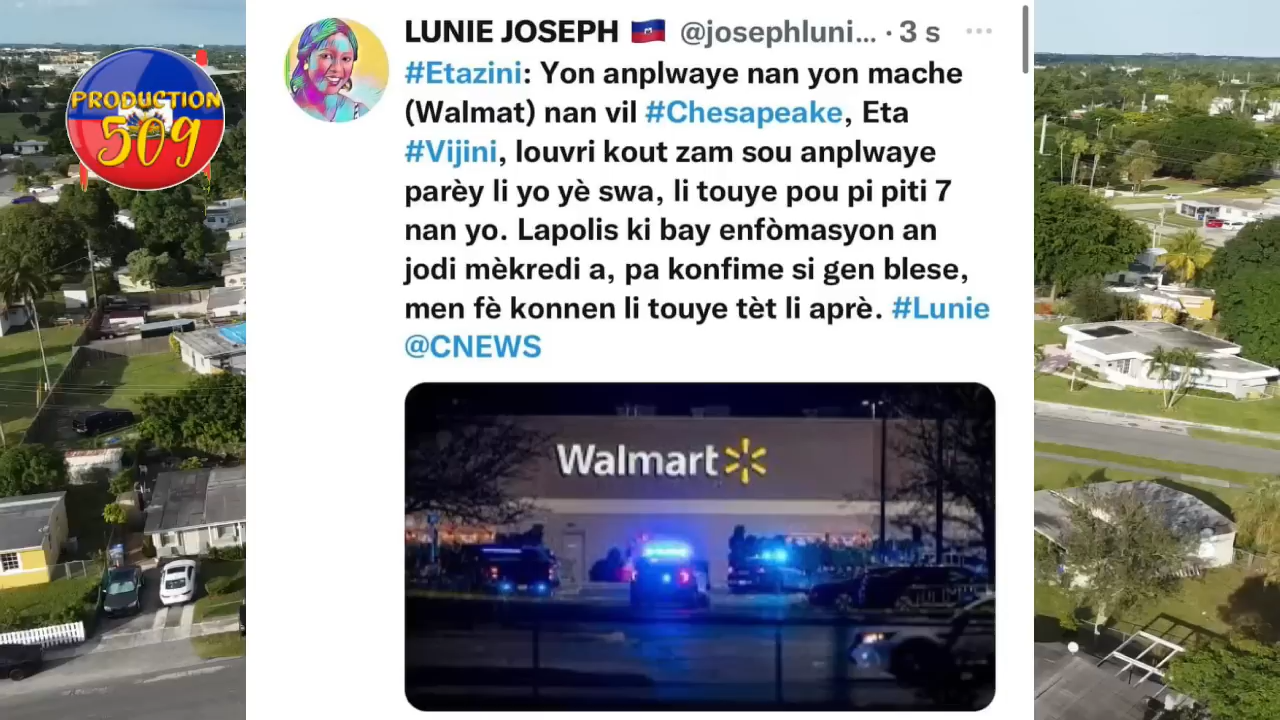 PRODUCTION
509
LUNIE JOSEPH @josephluni... · 3 s
#Etazini: Yon anplwaye nan yon mache
(Walmat) nan vil #Chesapeake, Eta
#Vijini, louvri kout zam sou anplwaye
parèy li yo yè swa, li touye pou pi piti 7
nan yo. Lapolis ki bay enfòmasyon an
jodi mèkredi a, pa konfime si gen blese,
men fè konnen li touye tèt li aprè. #Lunie
@CNEWS
Walmart